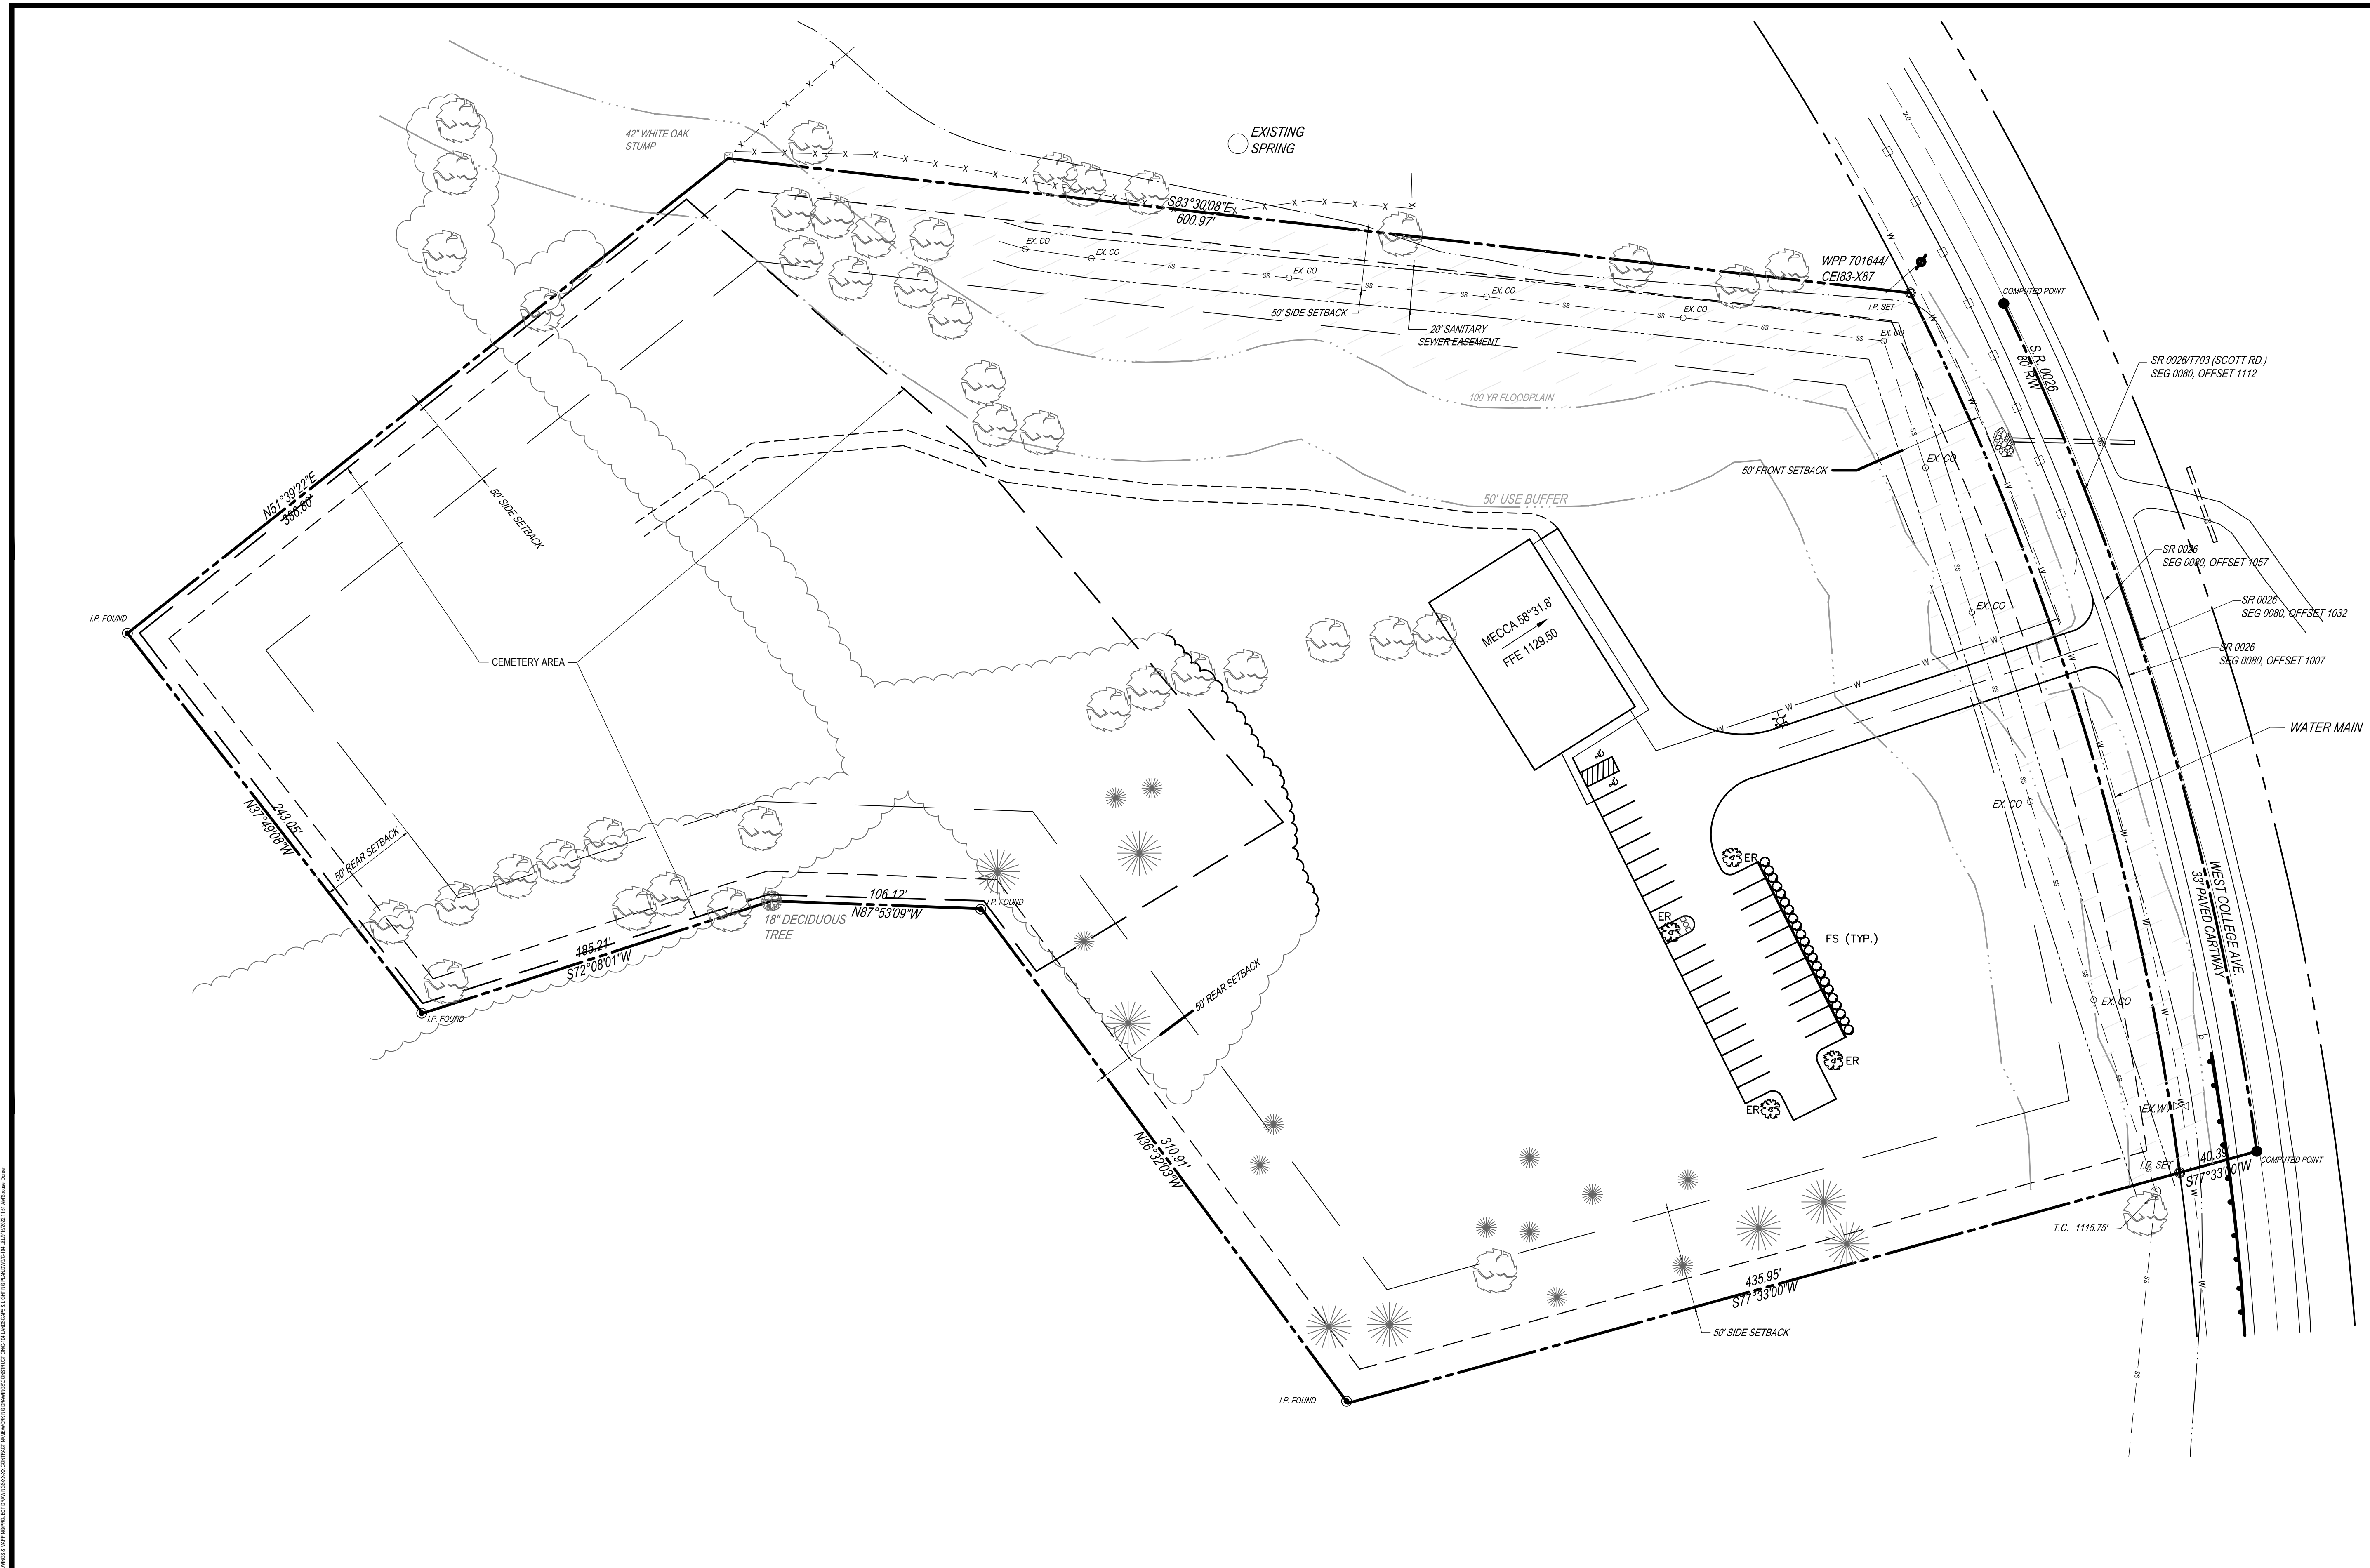 42" WHITE OAK
STUMP
EXISTING
SPRING
S83°30'08"E
600.97'
EX. CO
EX. CO
EX. CO
EX. CO
EX. CO
EX. CO
WPP 701644/
CEI83-X87
I.P. SET
COMPUTED POINT
50' SIDE SETBACK
20' SANITARY
SEWER EASEMENT
S.R. 0026
80' R/W
SR 0026/T703 (SCOTT RD.)
SEG 0080, OFFSET 1112
100 YR FLOODPLAIN
50' FRONT SETBACK
EX. CO
50' USE BUFFER
N51°39'22"E
386.80'
50' SIDE SETBACK
SR 0026
SEG 0080, OFFSET 1057
SR 0026
SEG 0080, OFFSET 1032
SR 0026
SEG 0080, OFFSET 1007
EX. CO
I.P. FOUND
CEMETERY AREA
MECCA 58°31.8'
FFE 1129.50
WATER MAIN
EX. CO
243.05'
N37°49'08"W
50' REAR SETBACK
ER
106.12'
N87°53'09"W
I.P. FOUND
18" DECIDUOUS
TREE
ER
FS (TYP.)
WEST COLLEGE AVE.
33' PAVED CARTWAY
185.21'
S72°08'01"W
50' REAR SETBACK
EX. CO
I.P. FOUND
ER
ER
EX.WV
310.91'
N36°32'03"W
I.P. SET
40.39'
S77°33'00"W
COMPUTED POINT
T.C. 1115.75'
435.95'
S77°33'00"W
50' SIDE SETBACK
I.P. FOUND